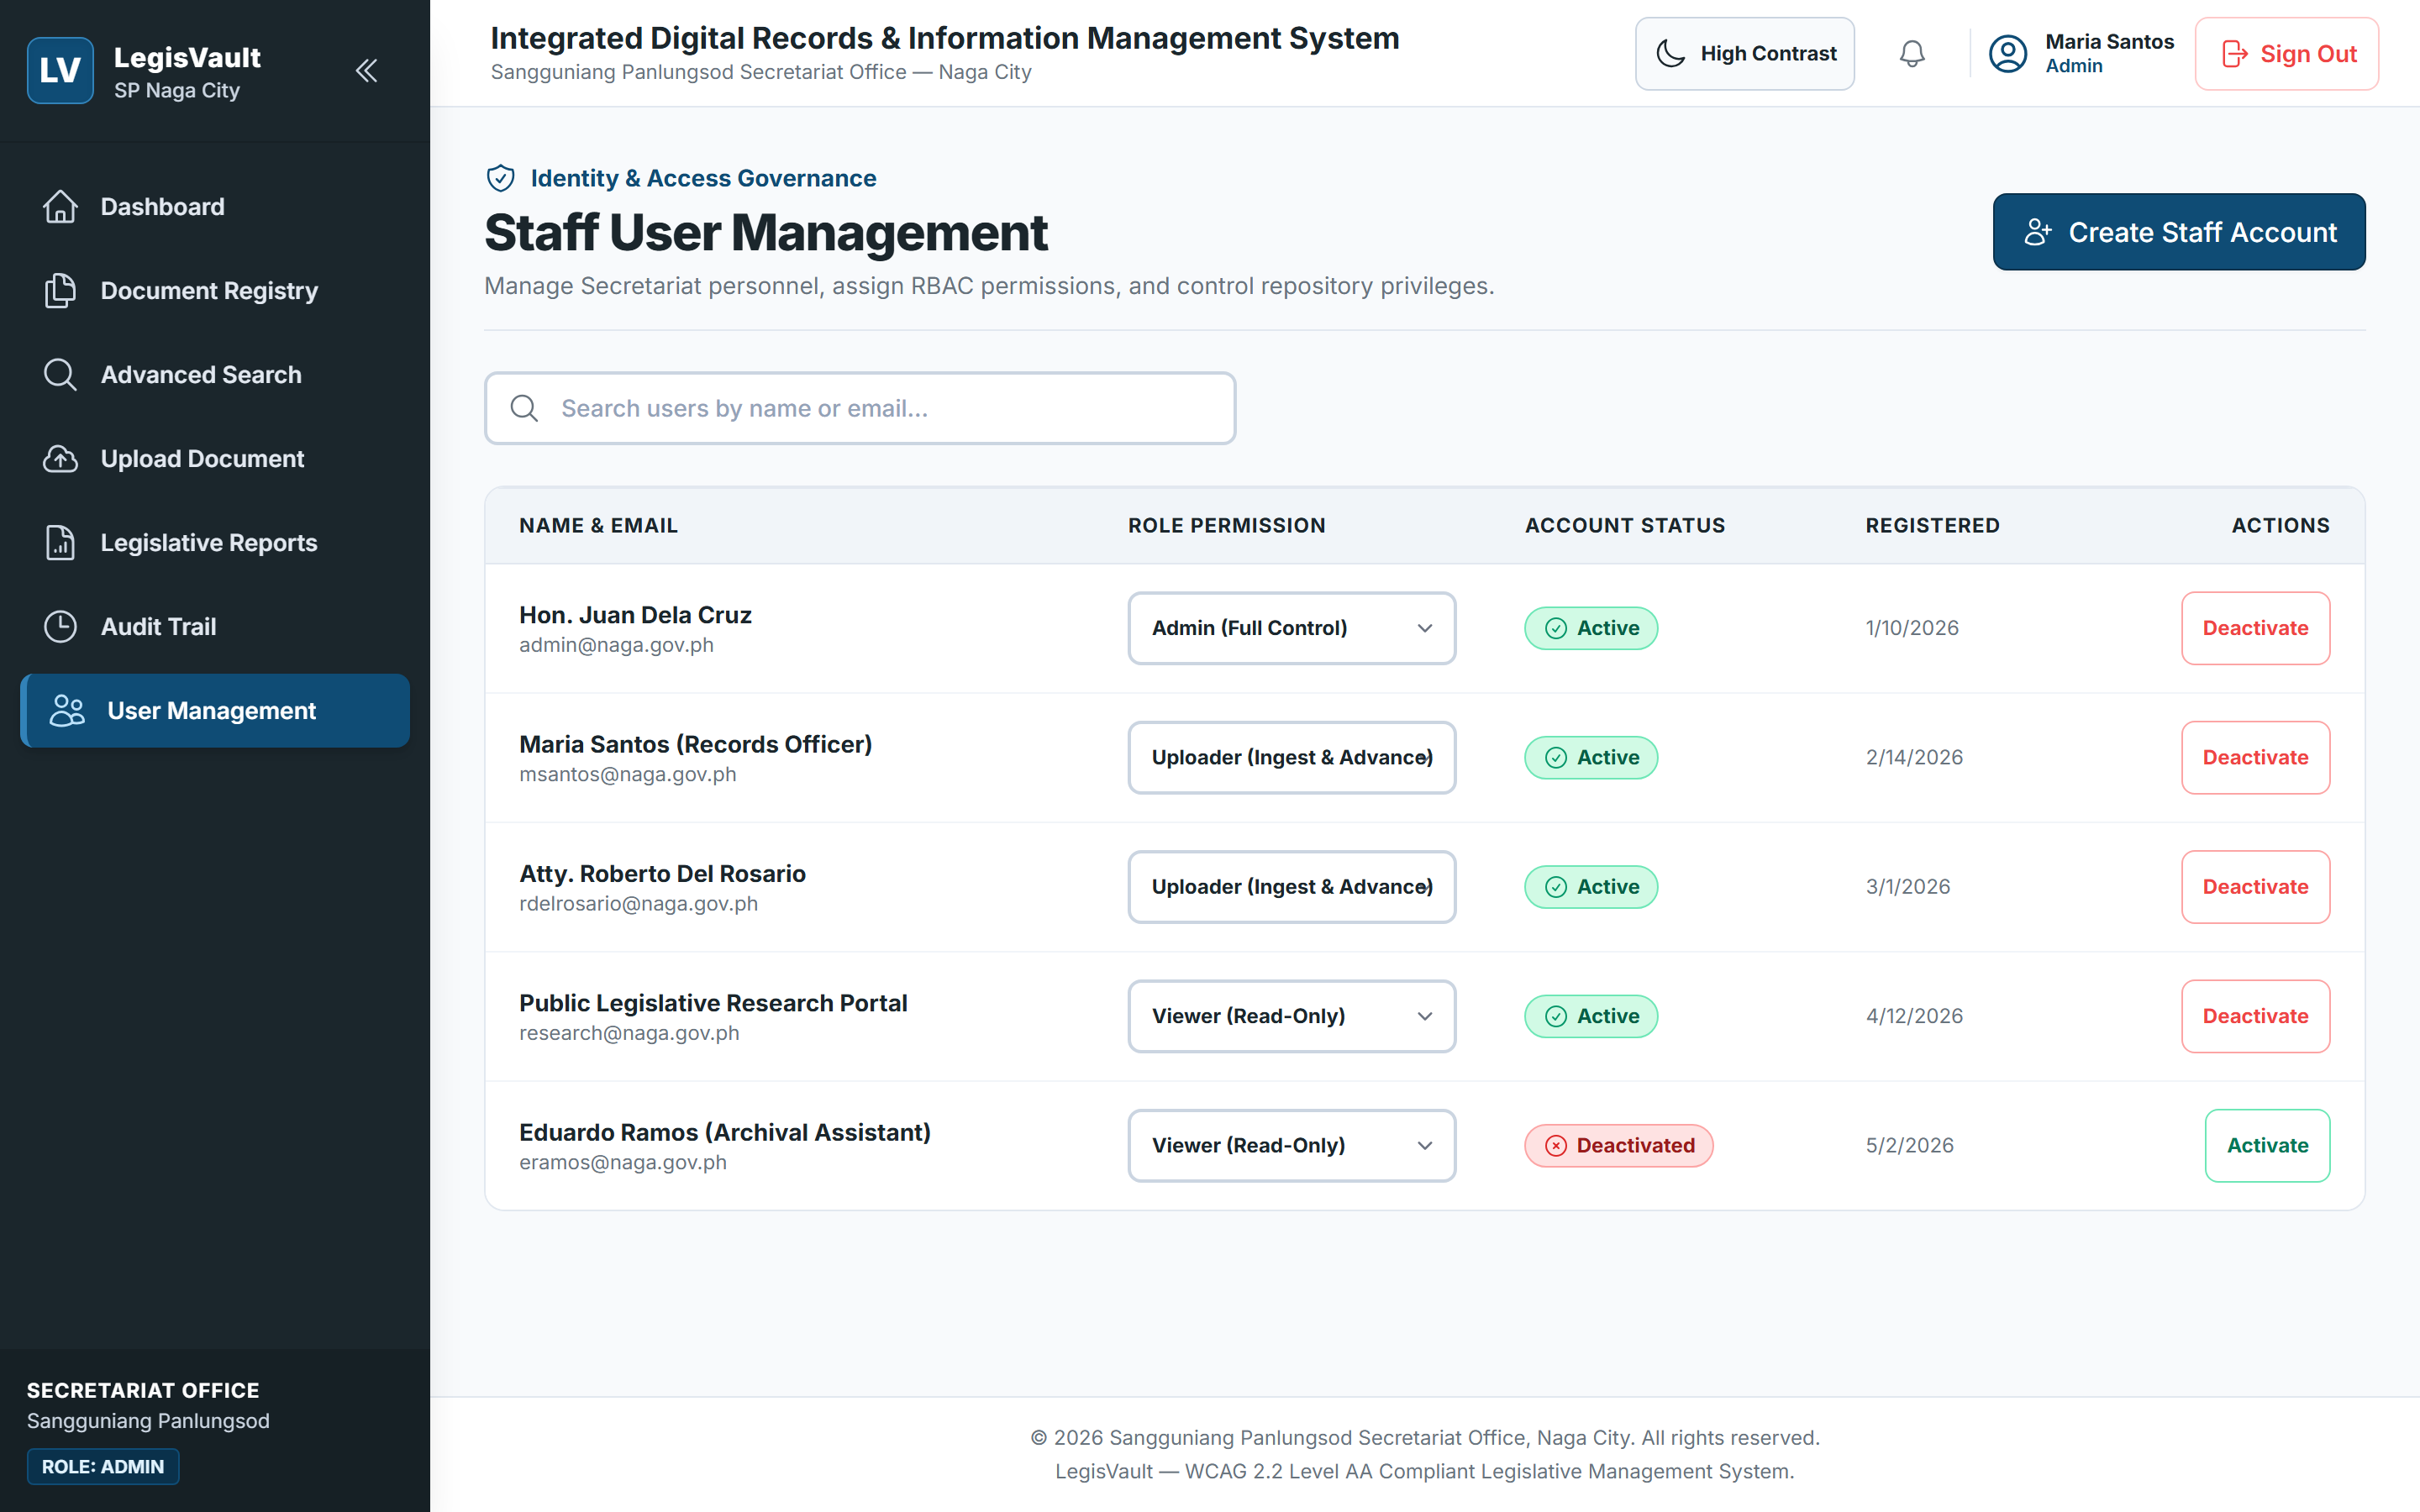 LV
LegisVault
SP Naga City
Dashboard
Document Registry
Advanced Search
Upload Document
Legislative Reports
Audit Trail
User Management
SECRETARIAT OFFICE
Sangguniang Panlungsod
ROLE: ADMIN
Integrated Digital Records & Information Management System
Sangguniang Panlungsod Secretariat Office — Naga City
High Contrast
Maria Santos
Admin
Sign Out
Identity & Access Governance
Staff User Management
Manage Secretariat personnel, assign RBAC permissions, and control repository privileges.
Create Staff Account
Search users by name or email...
NAME & EMAIL ROLE PERMISSION ACCOUNT STATUS REGISTERED ACTIONS
Hon. Juan Dela Cruz
admin@naga.gov.ph
Admin (Full Control) Active 1/10/2026 Deactivate
Maria Santos (Records Officer)
msantos@naga.gov.ph
Uploader (Ingest & Advance) Active 2/14/2026 Deactivate
Atty. Roberto Del Rosario
rdelrosario@naga.gov.ph
Uploader (Ingest & Advance) Active 3/1/2026 Deactivate
Public Legislative Research Portal
research@naga.gov.ph
Viewer (Read-Only) Active 4/12/2026 Deactivate
Eduardo Ramos (Archival Assistant)
eramos@naga.gov.ph
Viewer (Read-Only) Deactivated 5/2/2026 Activate
© 2026 Sangguniang Panlungsod Secretariat Office, Naga City. All rights reserved.
LegisVault — WCAG 2.2 Level AA Compliant Legislative Management System.